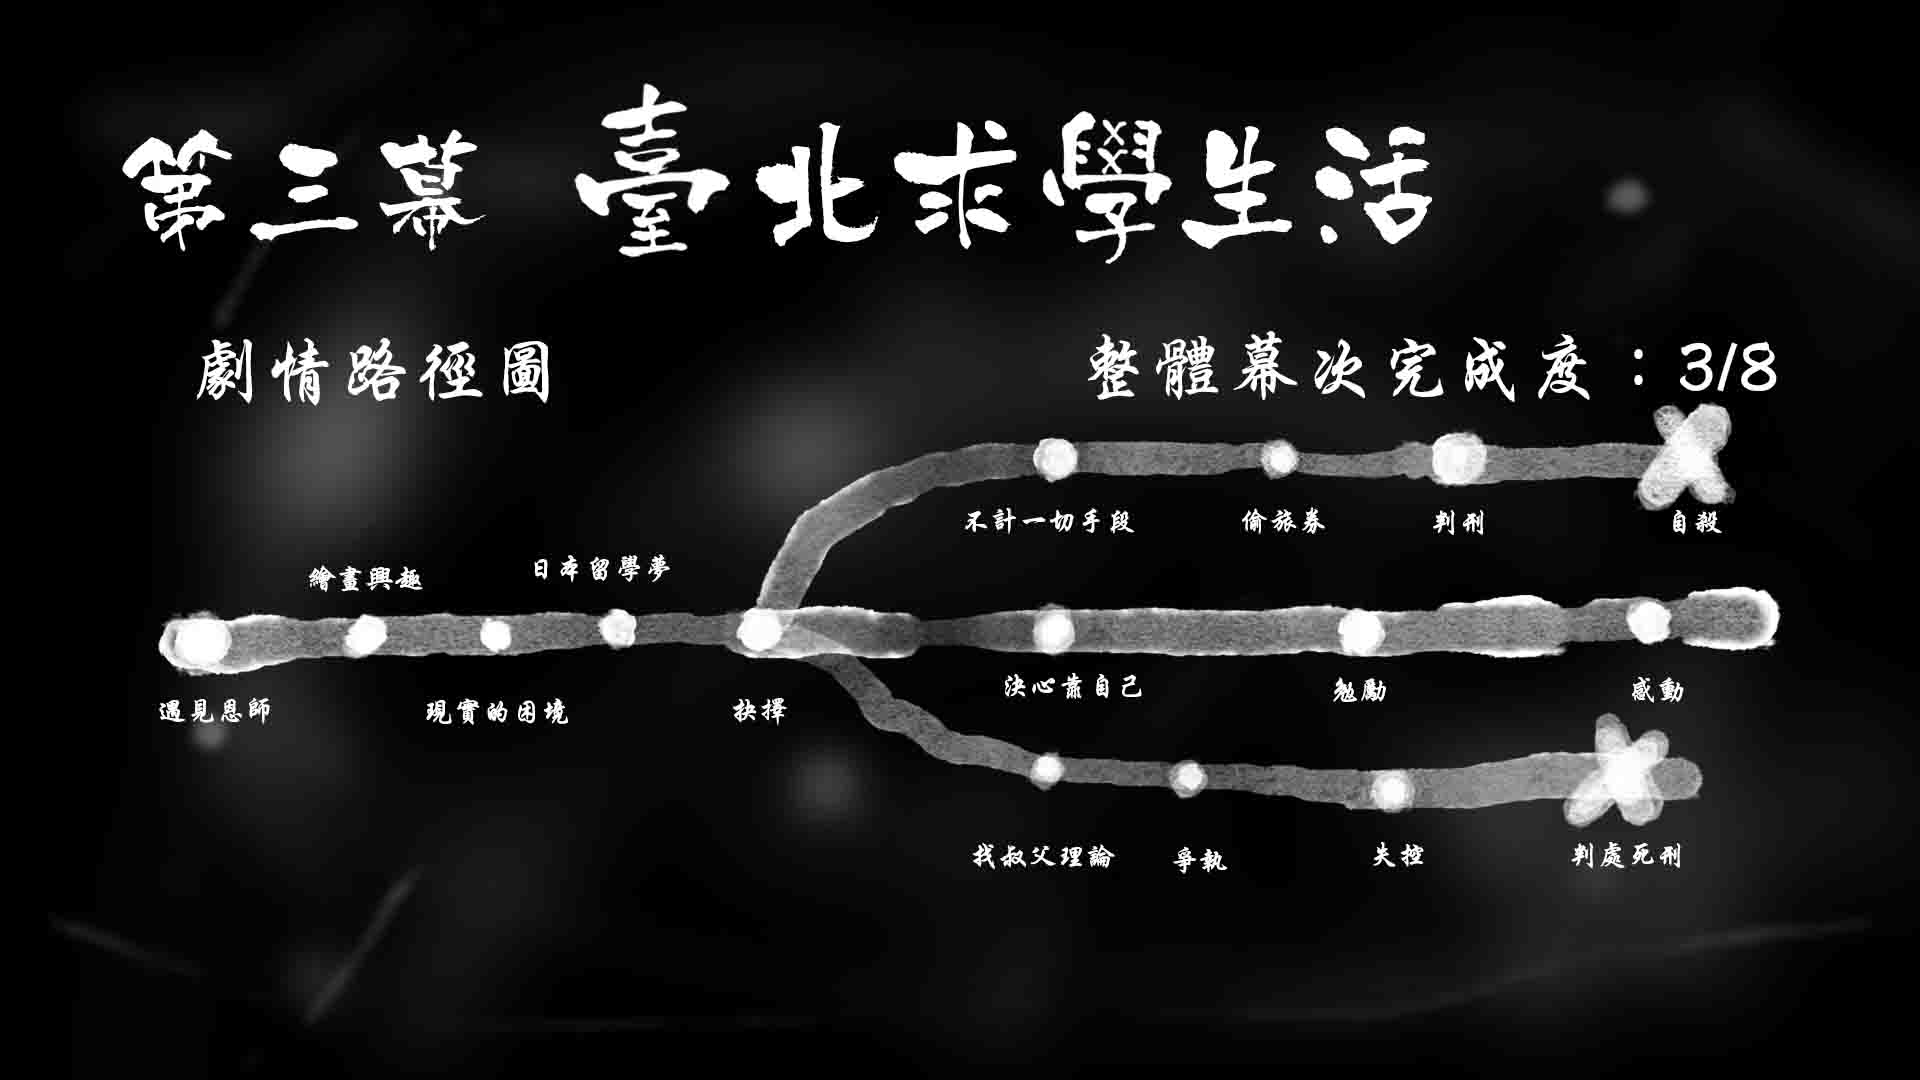 第三幕 臺北求學生活
劇情路徑圖
整體幕次完成度：3/8
不計一切手段
偷旅券
判刑
自殺
繪畫興趣
日本留學夢
遇見恩師
現實的困境
抉擇
決心靠自己
勉勵
感動
找叔父理論
爭執
失控
判處死刑